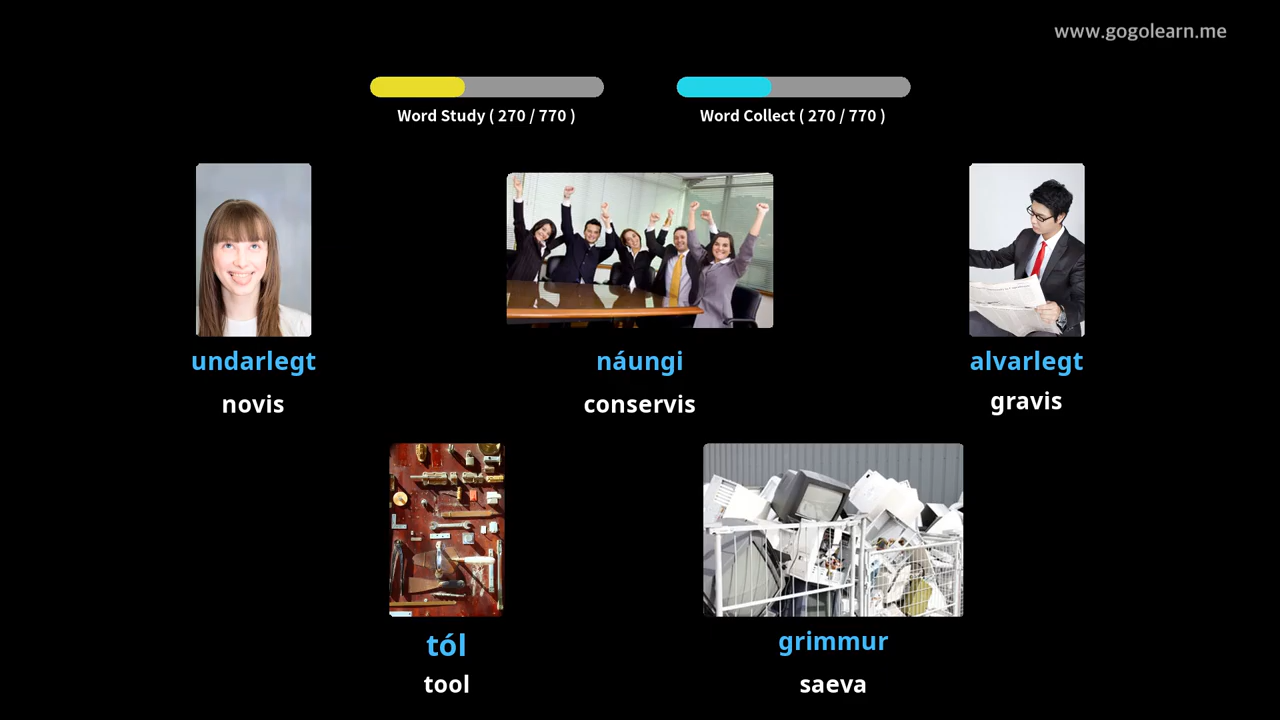 www.gogolearn.me
Word Study ( 270 / 770 )
Word Collect ( 270 / 770 )
undarlegt
náungi
alvarlegt
novis
conservis
gravis
tól
grimmur
tool
saeva